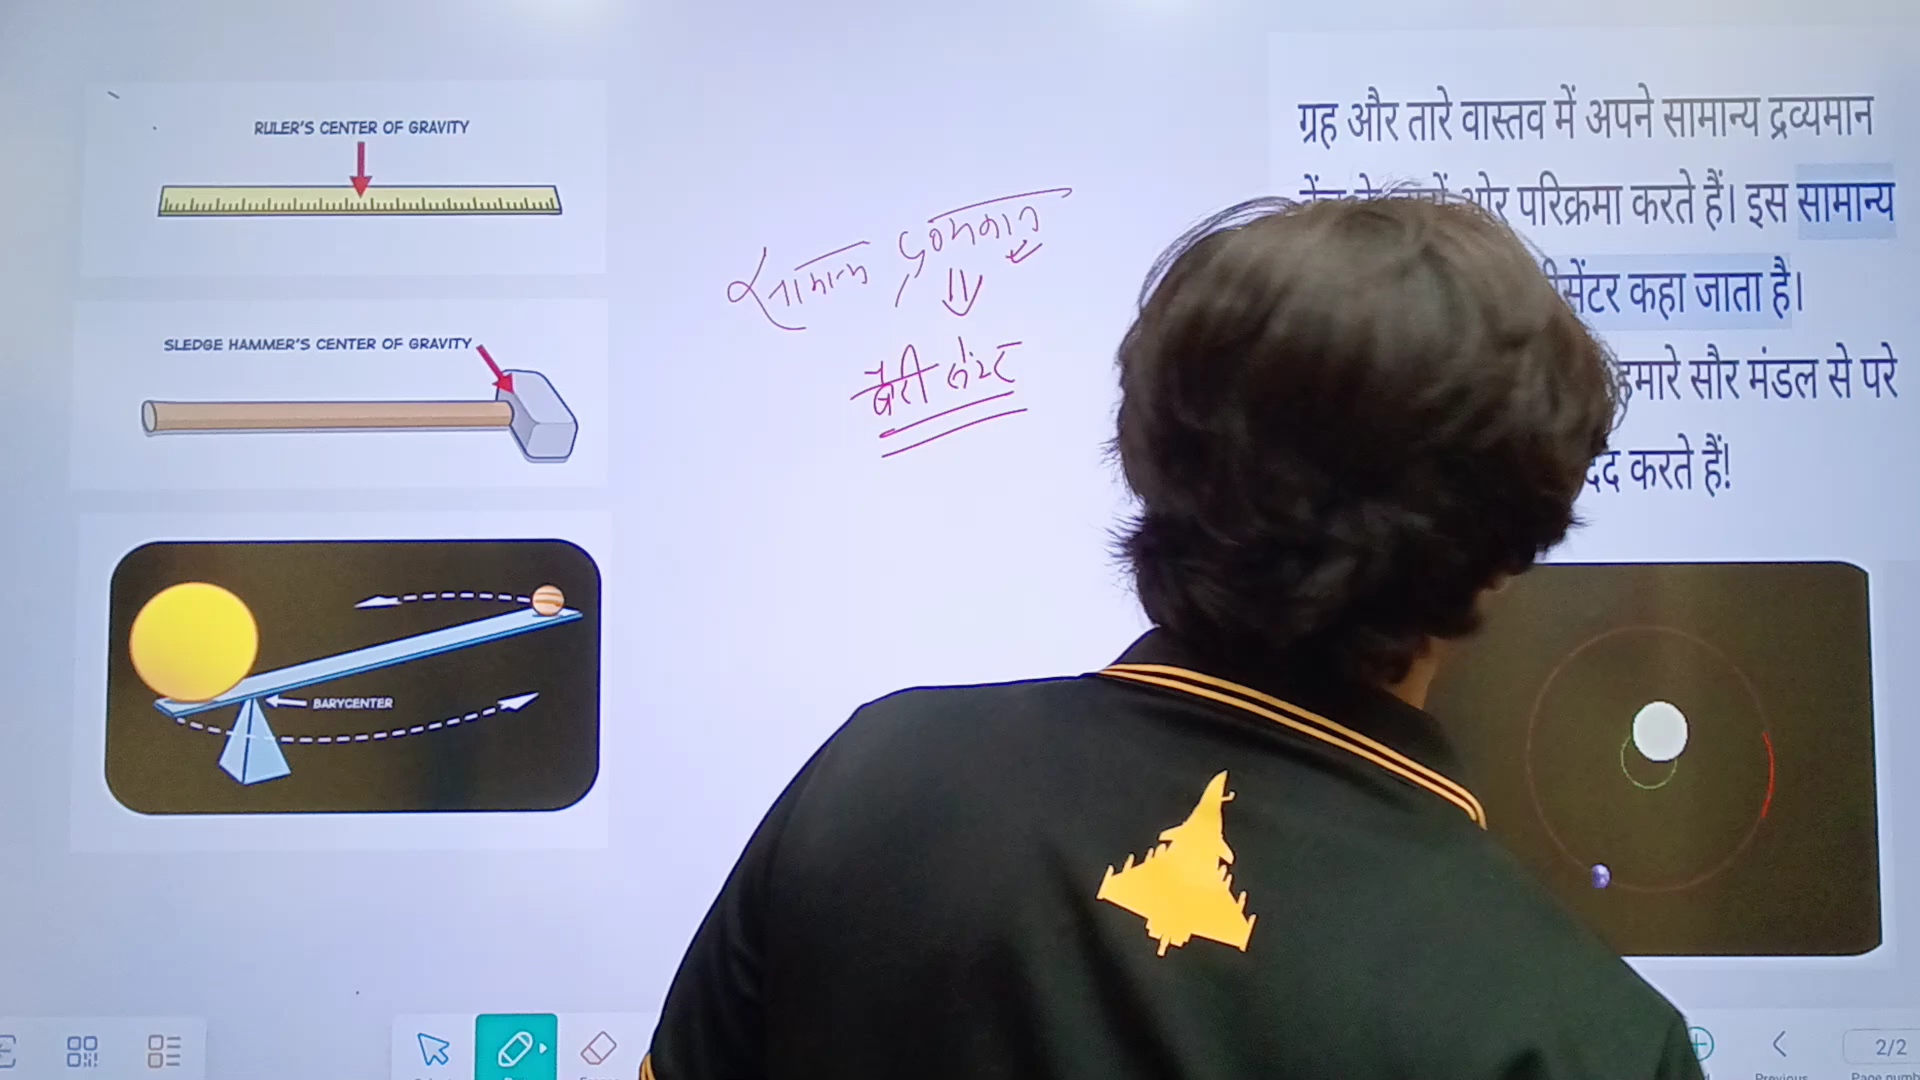 RULER'S CENTER OF GRAVITY
SLEDGE HAMMER'S CENTER OF GRAVITY
BARYCENTER
सामान्य द्रव्यमान
बैरी सेंटर
ग्रह और तारे वास्तव में अपने सामान्य द्रव्यमान
ओर परिक्रमा करते हैं। इस सामान्य
सेंटर कहा जाता है।
हमारे सौर मंडल से परे
करते हैं!
Previous
2/2